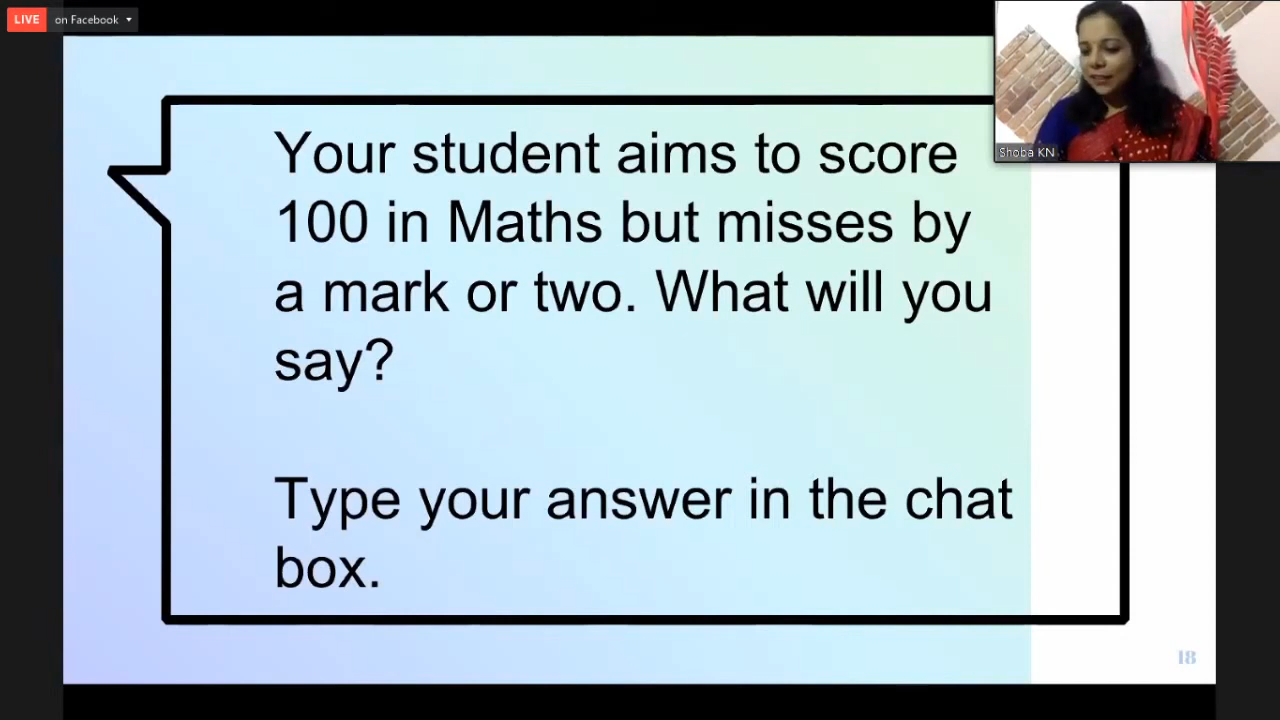 LIVE on Facebook
Shoba KN
Your student aims to score
100 in Maths but misses by
a mark or two. What will you
say?
Type your answer in the chat
box.
18